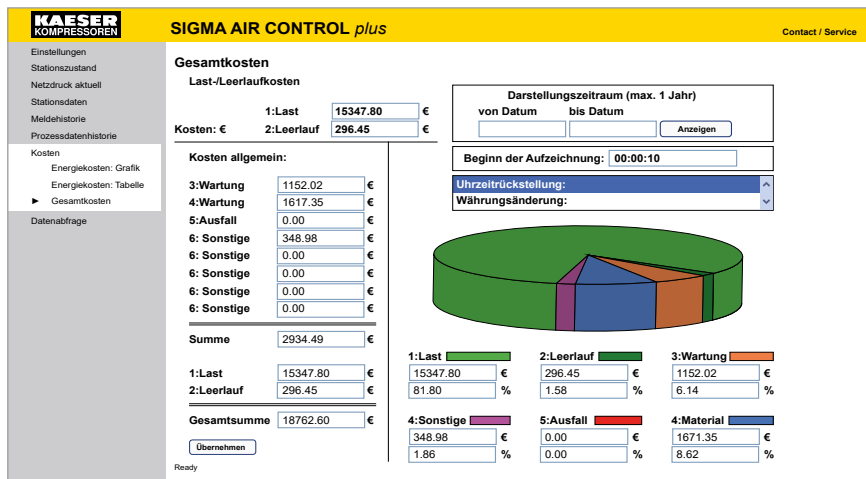 KAESER
KOMPRESSOREN
SIGMA AIR CONTROL plus
Contact / Service
Einstellungen
Stationszustand
Netzdruck aktuell
Stationsdaten
Meldehistorie
Prozessdatenhistorie
Kosten
Energiekosten: Grafik
Energiekosten: Tabelle
► Gesamtkosten
Datenabfrage
Gesamtkosten
Last-/Leerlaufkosten
1:Last 15347.80 €
Kosten: € 2:Leerlauf 296.45 €
Kosten allgemein:
3:Wartung 1152.02 €
4:Wartung 1617.35 €
5:Ausfall 0.00 €
6: Sonstige 348.98 €
6: Sonstige 0.00 €
6: Sonstige 0.00 €
6: Sonstige 0.00 €
6: Sonstige 0.00 €
Summe 2934.49 €
1:Last 15347.80 €
2:Leerlauf 296.45 €
Gesamtsumme 18762.60 €
Übernehmen
Ready
Darstellungszeitraum (max. 1 Jahr)
von Datum bis Datum
Anzeigen
Beginn der Aufzeichnung: 00:00:10
Uhrzeitrückstellung:
Währungsänderung:
1:Last 2:Leerlauf 3:Wartung
15347.80 € 296.45 € 1152.02 €
81.80 % 1.58 % 6.14 %
4:Sonstige 5:Ausfall 4:Material
348.98 € 0.00 € 1671.35 €
1.86 % 0.00 % 8.62 %